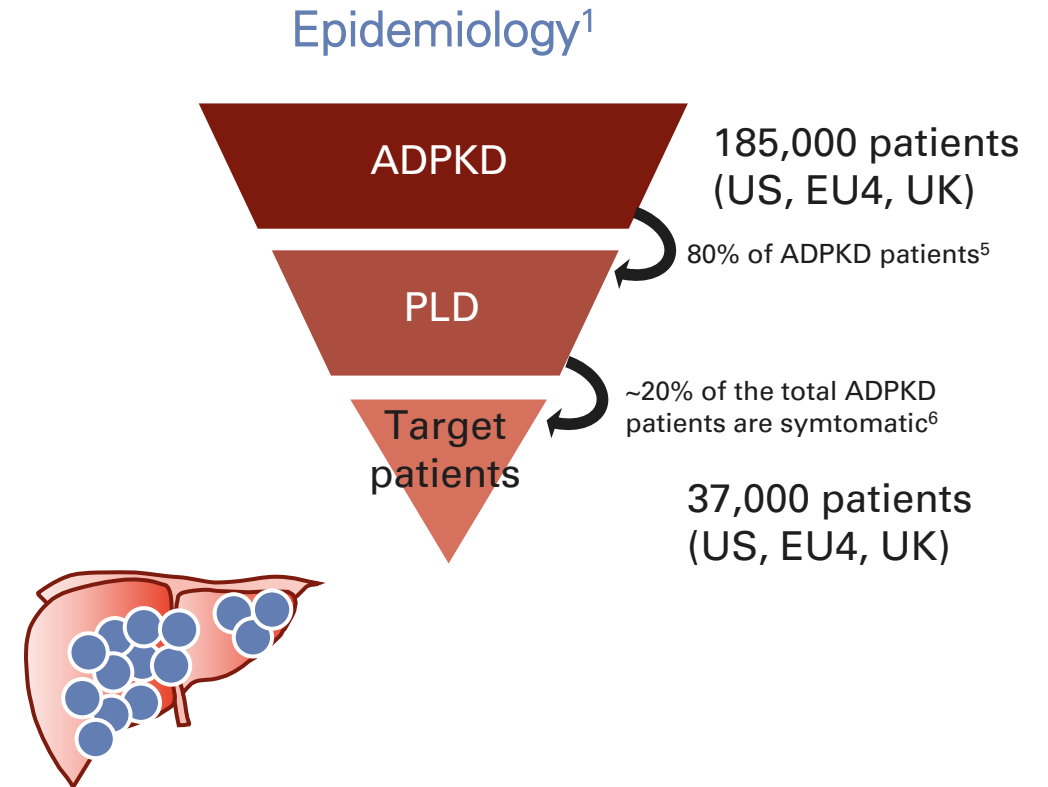 Epidemiology¹
ADPKD
185,000 patients
(US, EU4, UK)
80% of ADPKD patients⁵
PLD
~20% of the total ADPKD
patients are symtomatic⁶
Target
patients
37,000 patients
(US, EU4, UK)